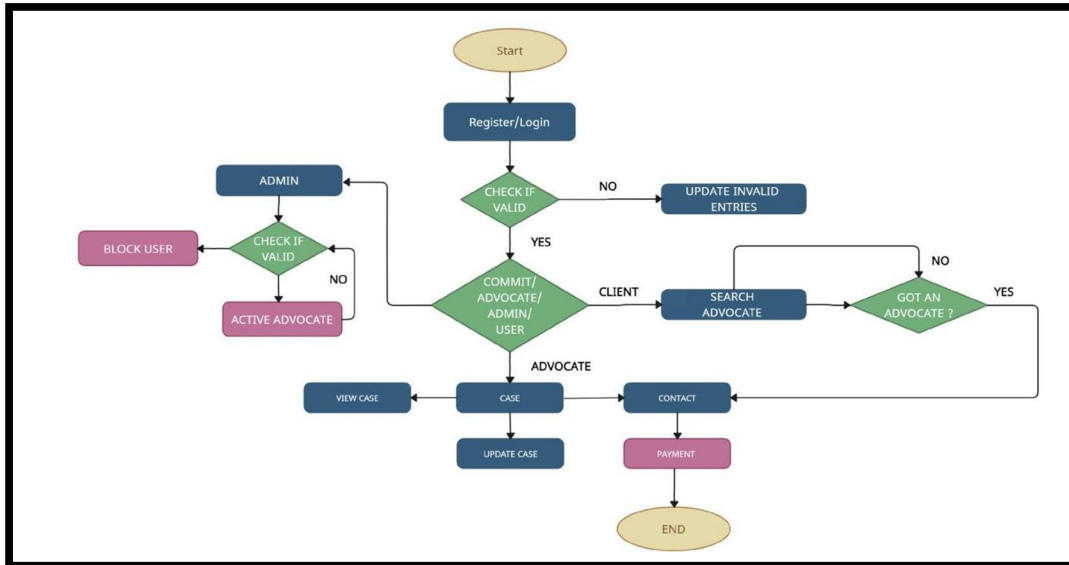 Start
Register/Login
ADMIN
CHECK IF
VALID
NO
UPDATE INVALID
ENTRIES
BLOCK USER
CHECK IF
VALID
NO
YES
ACTIVE ADVOCATE
COMMIT/
ADVOCATE/
ADMIN/
USER
CLIENT
SEARCH
ADVOCATE
NO
GOT AN
ADVOCATE ?
YES
ADVOCATE
VIEW CASE
CASE
CONTACT
UPDATE CASE
PAYMENT
END